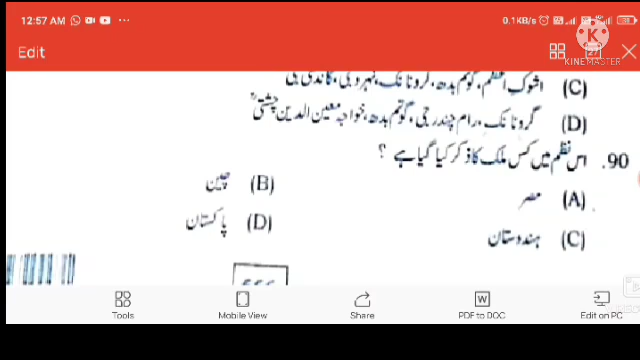 12:57 AM ... 0.1KB/s
Edit
KINEMASTER
(C) اشوک اعظم، گوتم بدھ، گرونانک، نہرو جی، گاندھی جی
(D) گرونانک، رام چندر جی، گوتم بدھ، خواجہ معین الدین چشتیؒ
90. اس نظم میں کس ملک کا ذکر کیا گیا ہے ؟
(A) مصر (B) چین
(C) ہندوستان (D) پاکستان
Tools Mobile View Share PDF to DOC Edit on PC